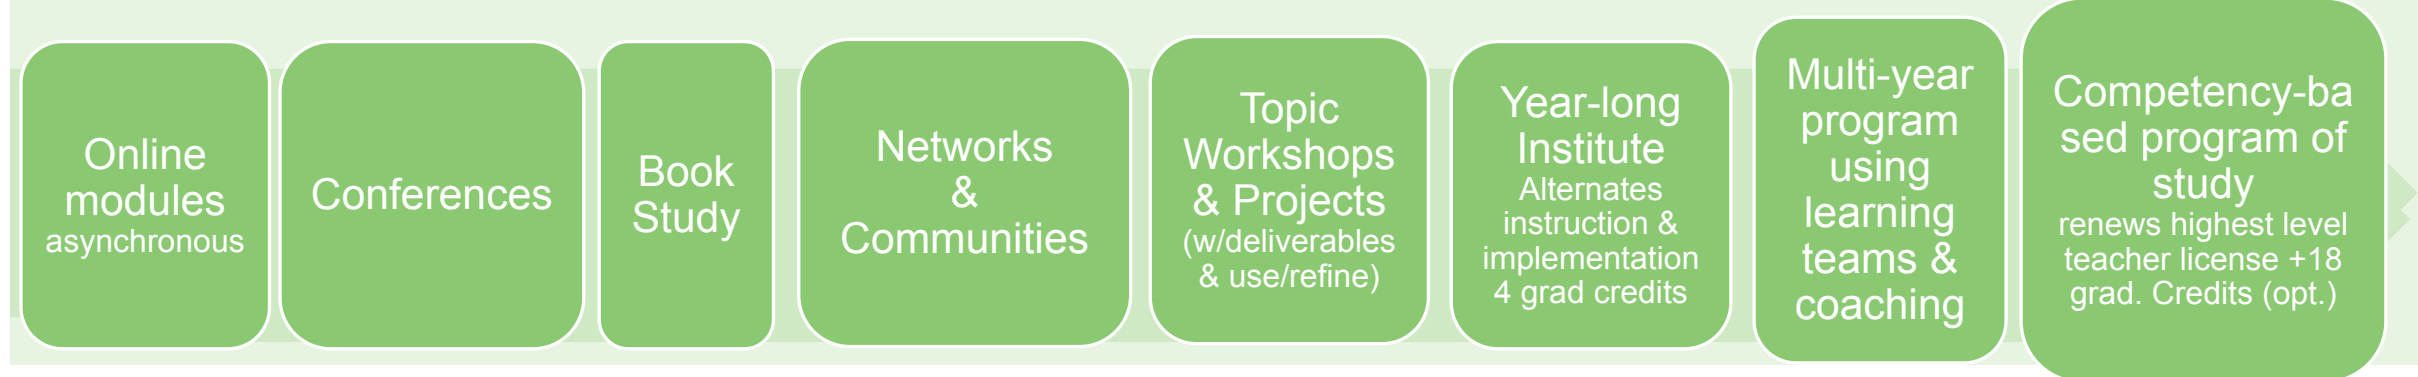 Online
modules
asynchronous
Conferences
Book
Study
Networks
&
Communities
Topic
Workshops
& Projects
(w/deliverables
& use/refine)
Year-long
Institute
Alternates
instruction &
implementation
4 grad credits
Multi-year
program
using
learning
teams &
coaching
Competency-ba
sed program of
study
renews highest level
teacher license +18
grad. Credits (opt.)